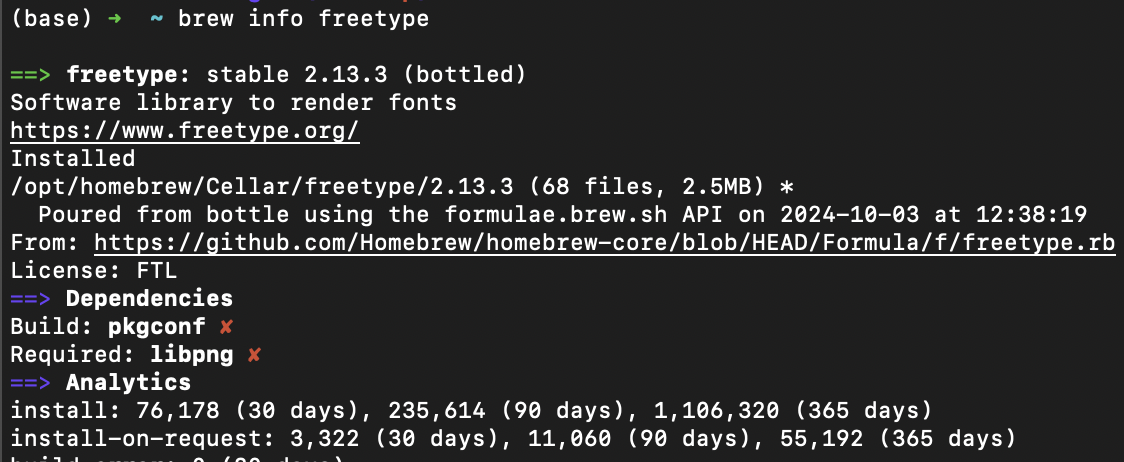 (base) ➜ ~ brew info freetype
==> freetype: stable 2.13.3 (bottled)
Software library to render fonts
https://www.freetype.org/
Installed
/opt/homebrew/Cellar/freetype/2.13.3 (68 files, 2.5MB) *
  Poured from bottle using the formulae.brew.sh API on 2024-10-03 at 12:38:19
From: https://github.com/Homebrew/homebrew-core/blob/HEAD/Formula/f/freetype.rb
License: FTL
==> Dependencies
Build: pkgconf ✘
Required: libpng ✘
==> Analytics
install: 76,178 (30 days), 235,614 (90 days), 1,106,320 (365 days)
install-on-request: 3,322 (30 days), 11,060 (90 days), 55,192 (365 days)